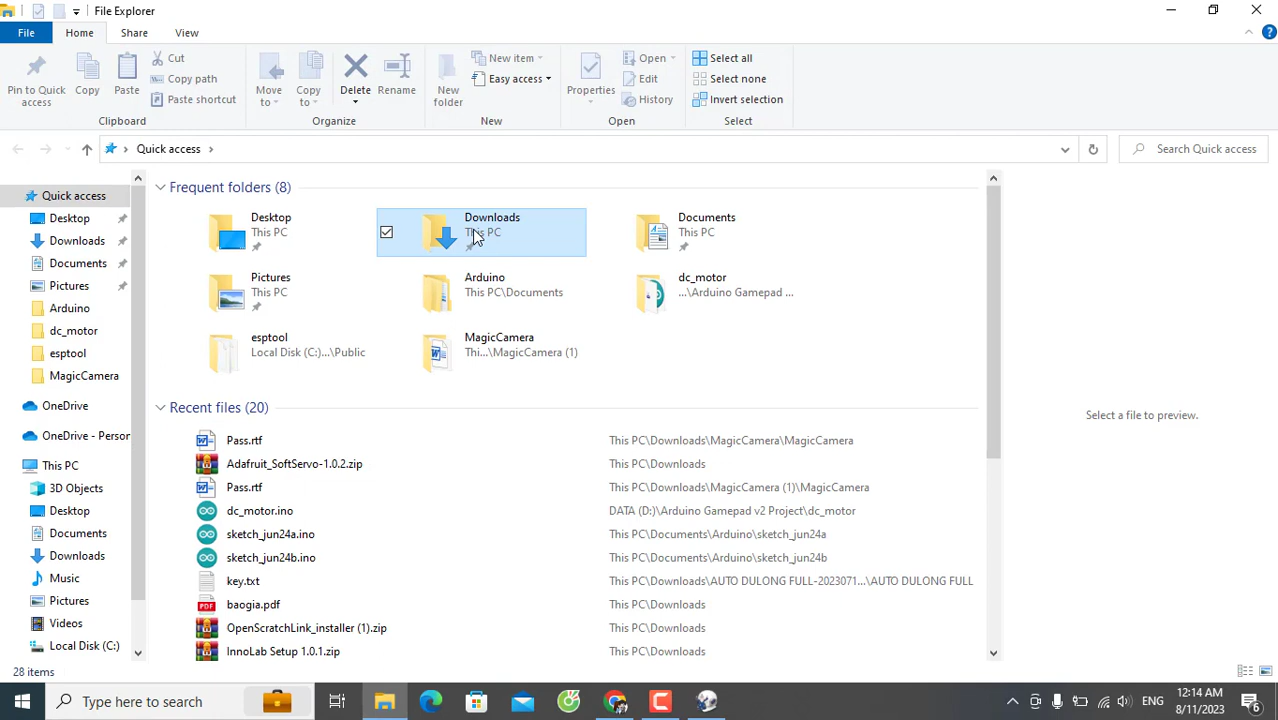 File Explorer
File
Home
Share
View
Pin to Quick access
Copy
Paste
Cut
Copy path
Paste shortcut
Clipboard
Move to
Copy to
Delete
Rename
Organize
New folder
New item
Easy access
New
Properties
Open
Edit
History
Open
Select all
Select none
Invert selection
Select
Quick access
Search Quick access
Quick access
Desktop
Downloads
Documents
Pictures
Arduino
dc_motor
esptool
MagicCamera
OneDrive
OneDrive - Person
This PC
3D Objects
Desktop
Documents
Downloads
Music
Pictures
Videos
Local Disk (C:)
Frequent folders (8)
Desktop
This PC
Downloads
This PC
Documents
This PC
Pictures
This PC
Arduino
This PC\Documents
dc_motor
...\Arduino Gamepad ...
esptool
Local Disk (C:)...\Public
MagicCamera
Thi...\MagicCamera (1)
Recent files (20)
Pass.rtf This PC\Downloads\MagicCamera\MagicCamera
Adafruit_SoftServo-1.0.2.zip This PC\Downloads
Pass.rtf This PC\Downloads\MagicCamera (1)\MagicCamera
dc_motor.ino DATA (D:)\Arduino Gamepad v2 Project\dc_motor
sketch_jun24a.ino This PC\Documents\Arduino\sketch_jun24a
sketch_jun24b.ino This PC\Documents\Arduino\sketch_jun24b
key.txt This PC\Downloads\AUTO DULONG FULL-2023071...\AUTO DULONG FULL
baogia.pdf This PC\Downloads
OpenScratchLink_installer (1).zip This PC\Downloads
InnoLab Setup 1.0.1.zip This PC\Downloads
Select a file to preview.
28 items
Type here to search
ENG
12:14 AM
8/11/2023
6